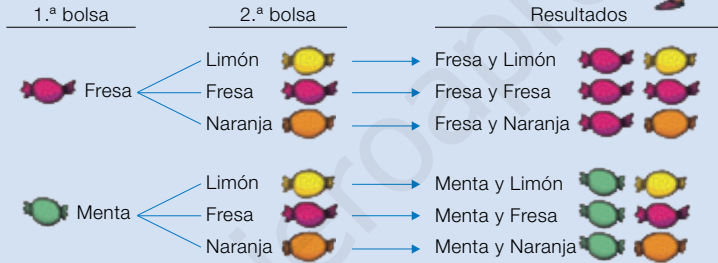 1.ª bolsa 2.ª bolsa Resultados
Limón Fresa y Limón
Fresa Fresa Fresa y Fresa
Naranja Fresa y Naranja
Limón Menta y Limón
Menta Fresa Menta y Fresa
Naranja Menta y Naranja